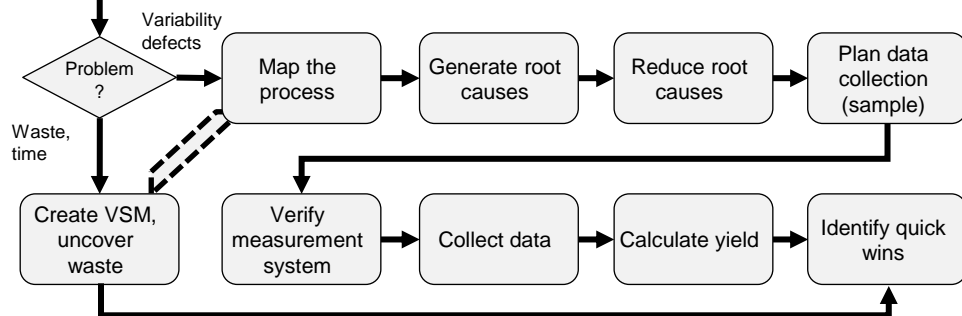 Variability
defects
Problem
?
Map the
process
Generate root
causes
Reduce root
causes
Plan data
collection
(sample)
Waste,
time
Create VSM,
uncover
waste
Verify
measurement
system
Collect data
Calculate yield
Identify quick
wins